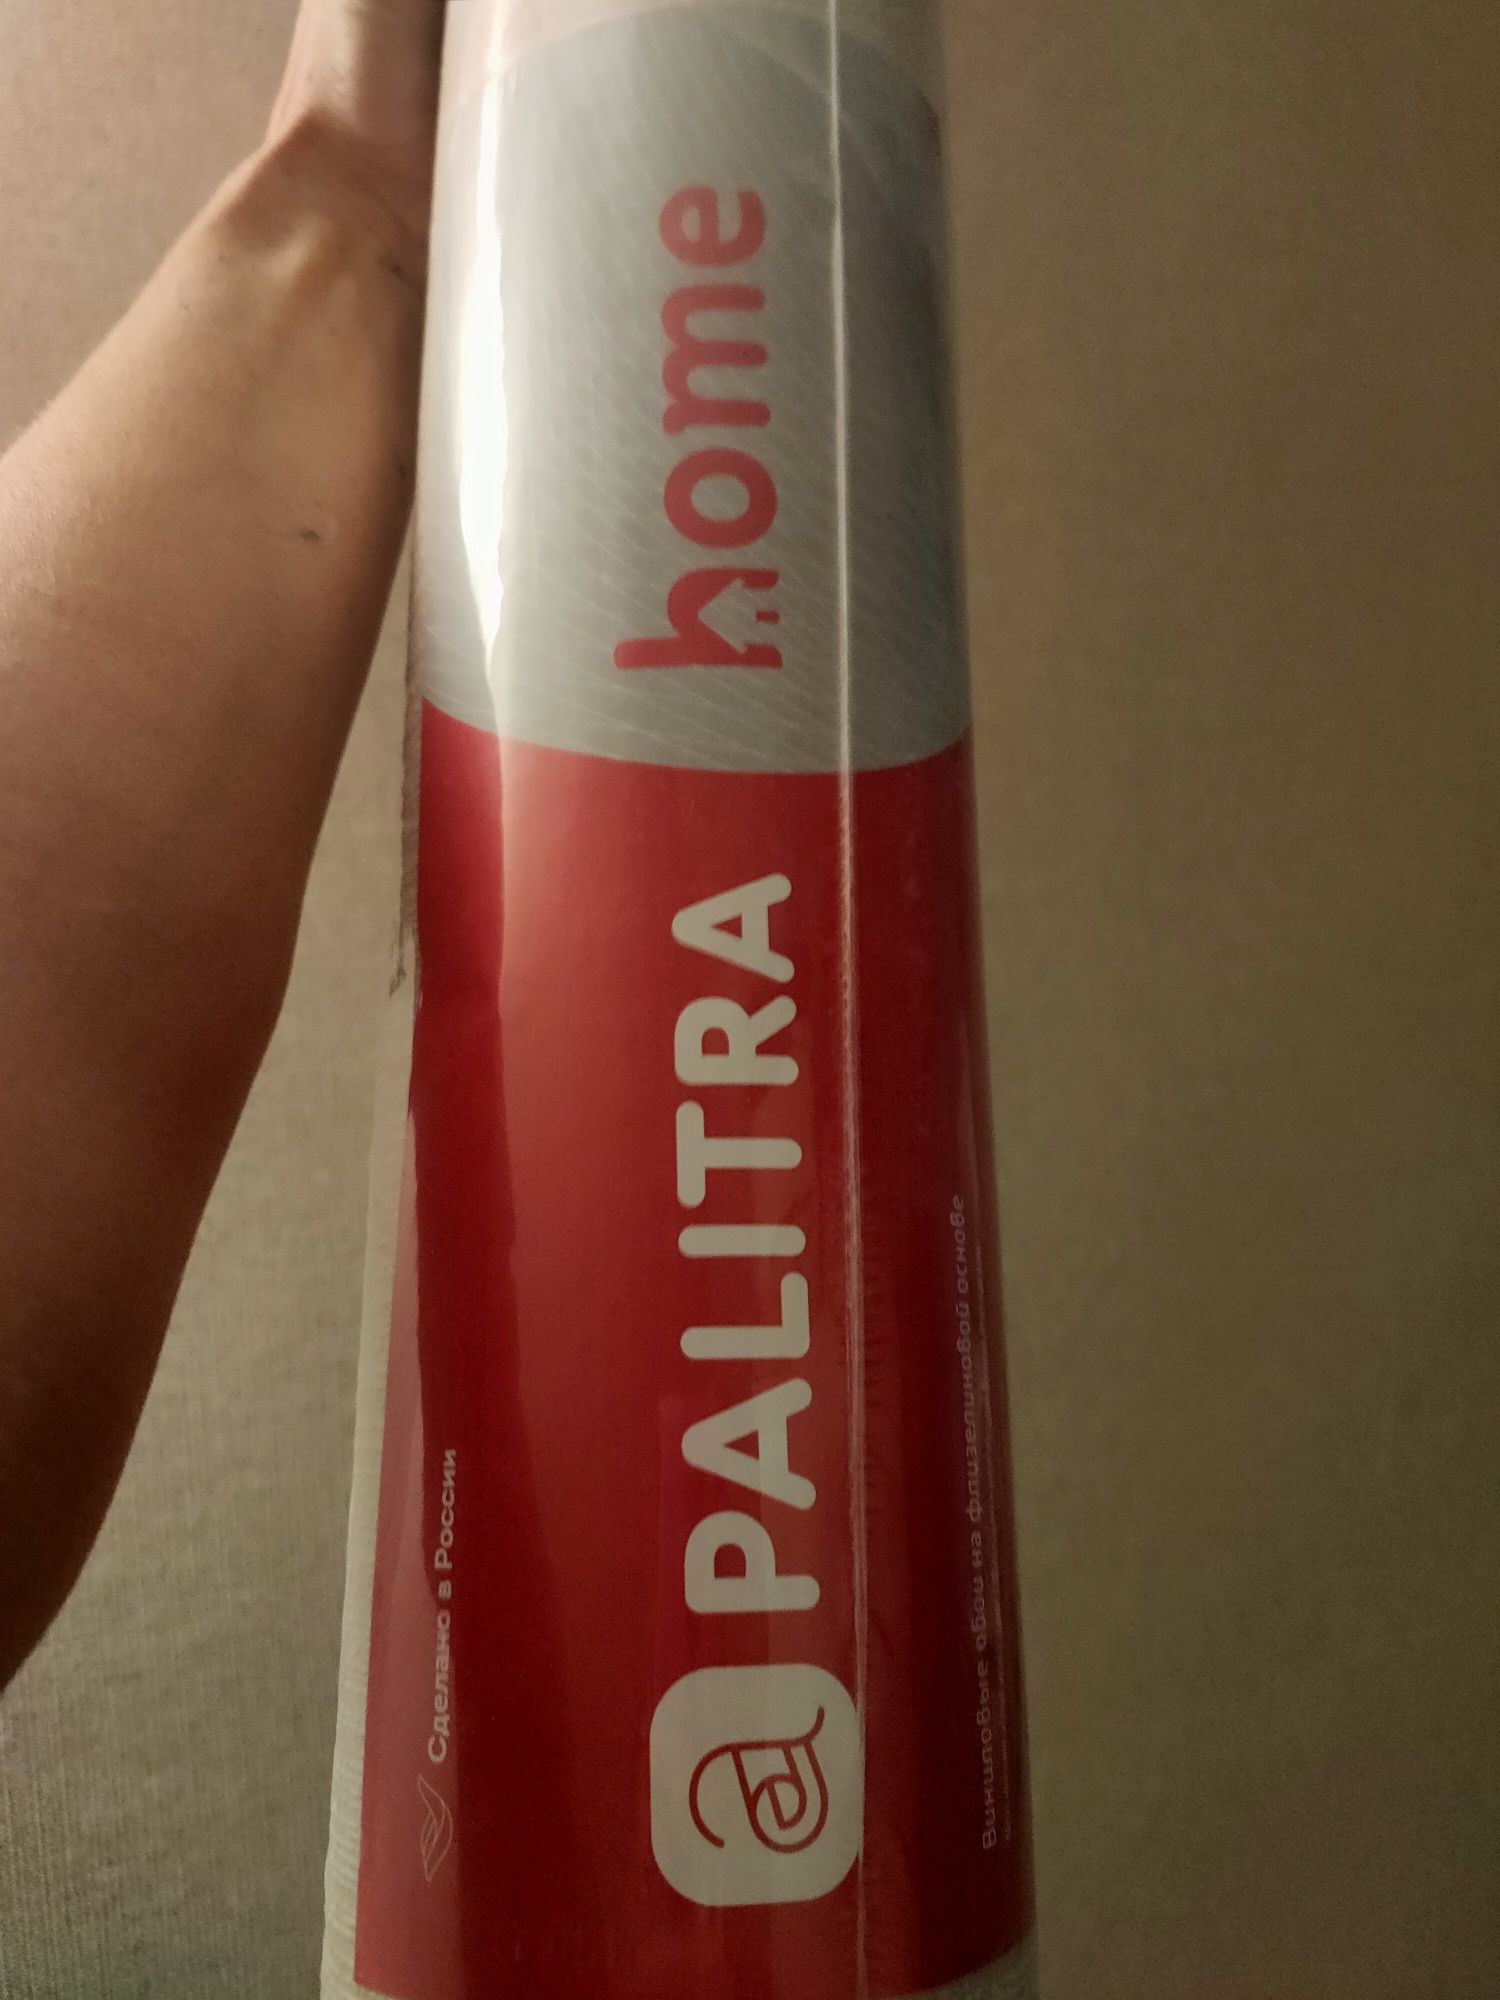 Сделано в России
a PALITRA home
Виниловые обои на флизелиновой основе